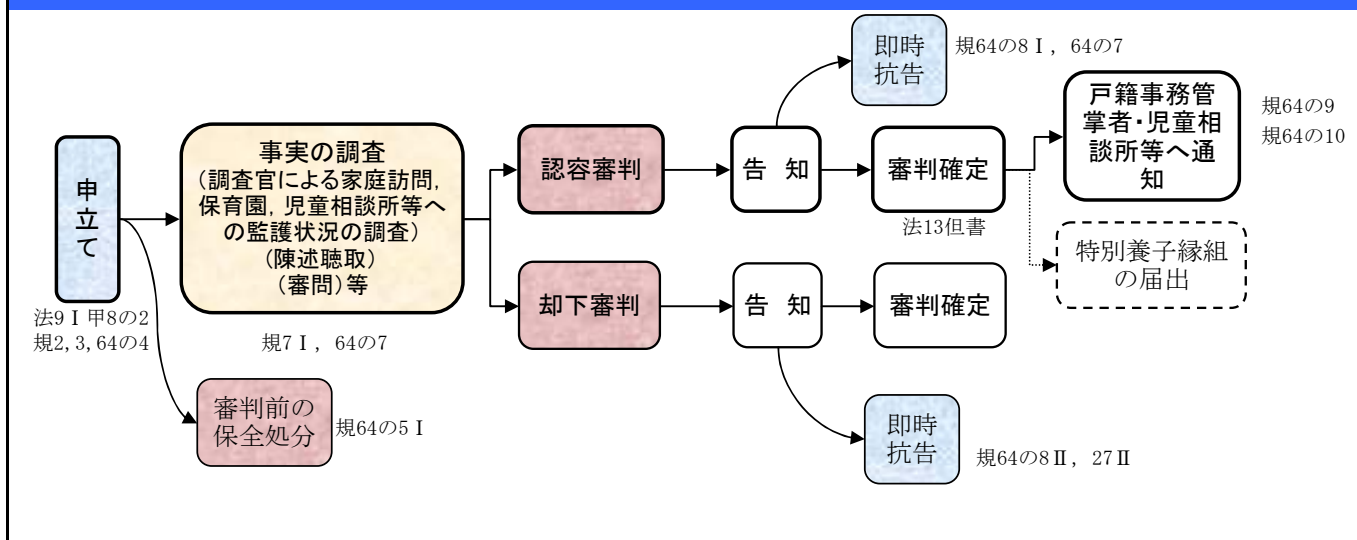 申
立
て
法9Ⅰ甲8の2
規2,3,64の4
事実の調査
(調査官による家庭訪問,
保育園,児童相談所等へ
の監護状況の調査)
(陳述聴取)
(審問)等
規7Ⅰ，64の7
審判前の
保全処分
規64の5Ⅰ
認容審判
告 知
即時
抗告
規64の8Ⅰ，64の7
審判確定
法13但書
戸籍事務管
掌者・児童相
談所等へ通
知
規64の9
規64の10
特別養子縁組
の届出
却下審判
告 知
審判確定
即時
抗告
規64の8Ⅱ，27Ⅱ